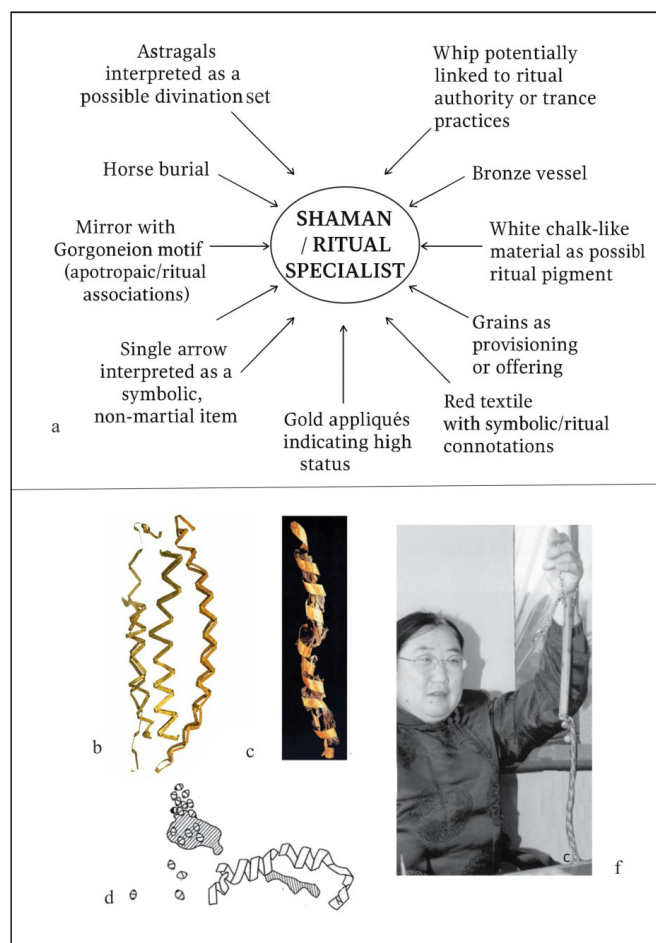 Astragals
interpreted as a
possible divination set
Whip potentially
linked to ritual
authority or trance
practices
Horse burial
Bronze vessel
Mirror with
Gorgoneion motif
(apotropaic/ritual
associations)
SHAMAN
/ RITUAL
SPECIALIST
White chalk-like
material as possibl
ritual pigment
Single arrow
interpreted as a
symbolic,
non-martial item
Grains as
provisioning
or offering
Gold appliqués
indicating high
status
Red textile
with symbolic/ritual
connotations
a
b
c
d
C
f